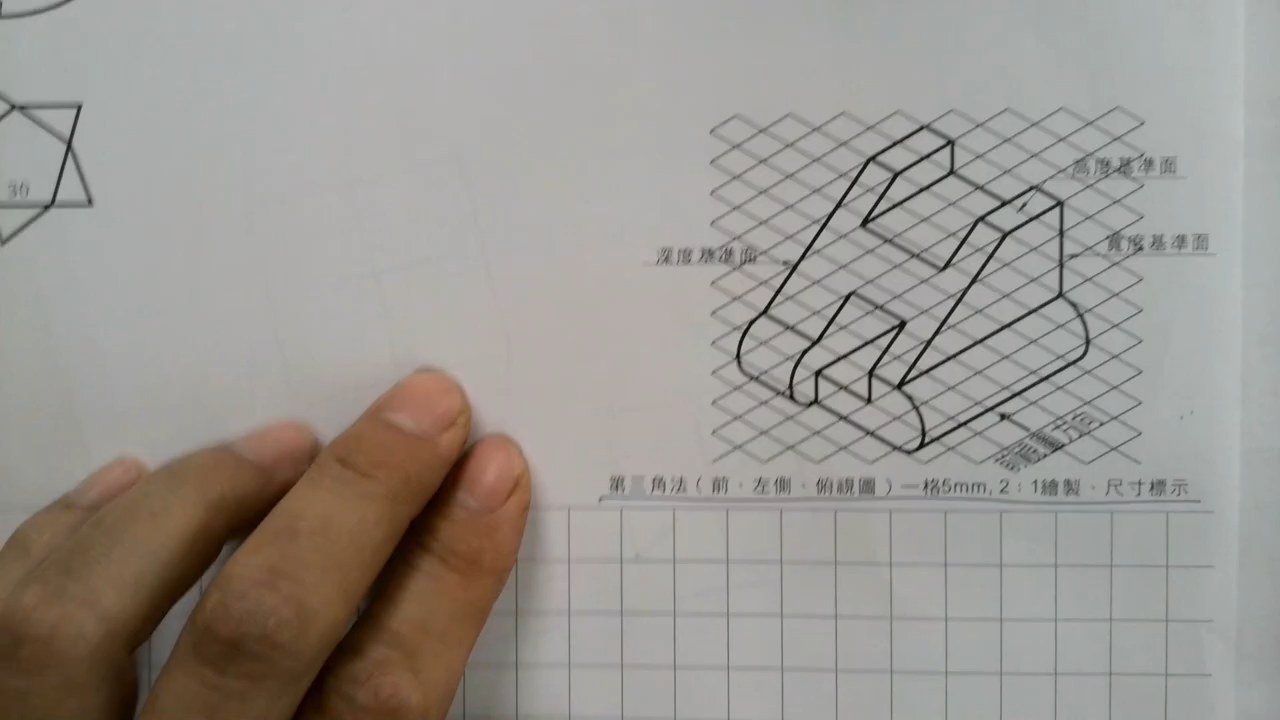 30
高度基準面
寬度基準面
深度基準面
第 角法(前、左側、俯視圖)一格5mm, 2:1繪製、尺寸標示